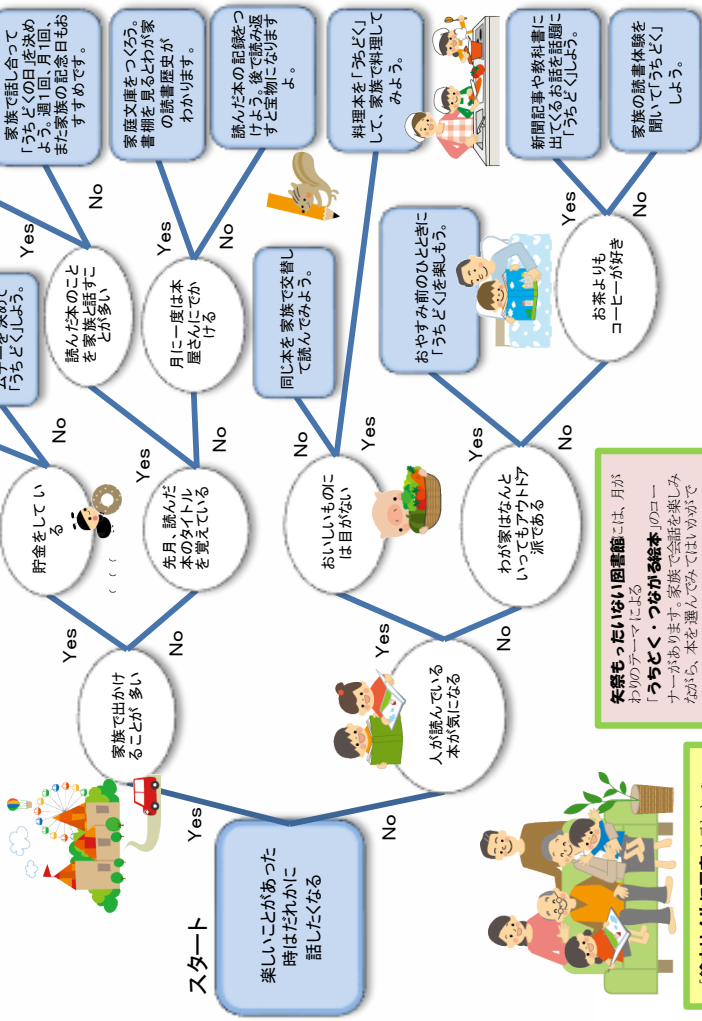 スタート
楽しいことがあった
時はだれかに
話したくなる
Yes
No
家族で出かけ
ることが 多い
Yes
No
人が読んでいる
本が気になる
Yes
No
貯金をしてい
る
No
先月、読んだ
本のタイトル
を覚えている
Yes
No
おいしいものに
は目がない
No
Yes
わが家はなんと
いってもアウトドア
派である
Yes
No
「うちどく」しよう。
読んだ本のこと
を家族と話すこ
とが多い
Yes
No
月に一度は本
屋さんにでか
ける
Yes
No
同じ本を家族で交替し
て読んでみよう。
おやすみ前のひとときに
「うちどく」を楽しもう。
お茶よりも
コーヒーが好き
Yes
No
家族で話し合って
「うちどくの日」を決め
よう。週1回、月1回、
また家族の記念日もお
すすめです。
家庭文庫をつくろう。
書棚を見るとわが家
の読書歴史が
わかります。
読んだ本の記録をつ
けよう。後で読み返
すと宝物になります
よ。
料理本を「うちどく」
して、家族で料理して
みよう。
新聞記事や教科書に
出てくるお話を話題に
「うちどく」しよう。
家族の読書体験を
聞いて「うちどく」
しよう。
矢祭もったいない図書館には、月が
わりのテーマによる
「うちどく・つながる絵本」のコー
ナーがあります。家族で会話を楽しみ
ながら、本を選んでみてはいかがで